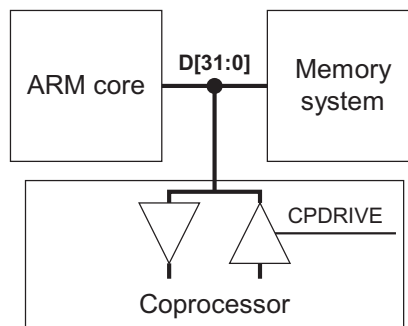 D[31:0]
ARM core
Memory
system
CPDRIVE
Coprocessor